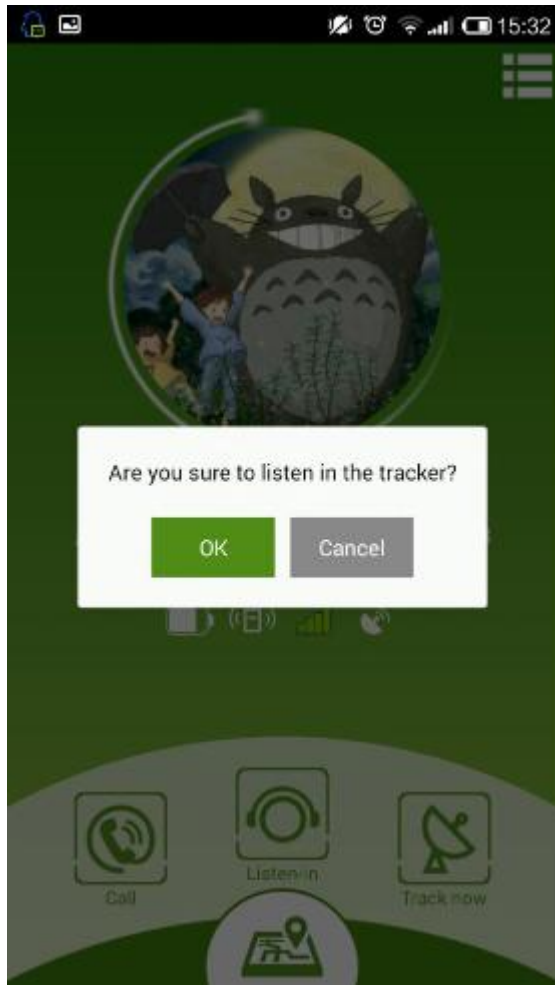 15:32
Are you sure to listen in the tracker?
OK
Cancel
Listen-in
Call
Track now